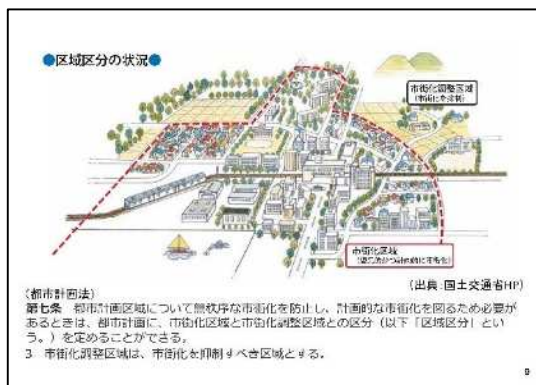 ●区域区分の状況●
市街化調整区域
(市街化を抑制)
市街化区域
(出典:国土交通省HP)
(都市計画法)
第七条 都市計画区域について無秩序な市街化を防止し、計画的な市街化を図るため必要が
あるときは、都市計画に、市街化区域と市街化調整区域との区分(以下「区域区分」とい
う。)を定めることができる。
3 市街化調整区域は、市街化を抑制すべき区域とする。
9